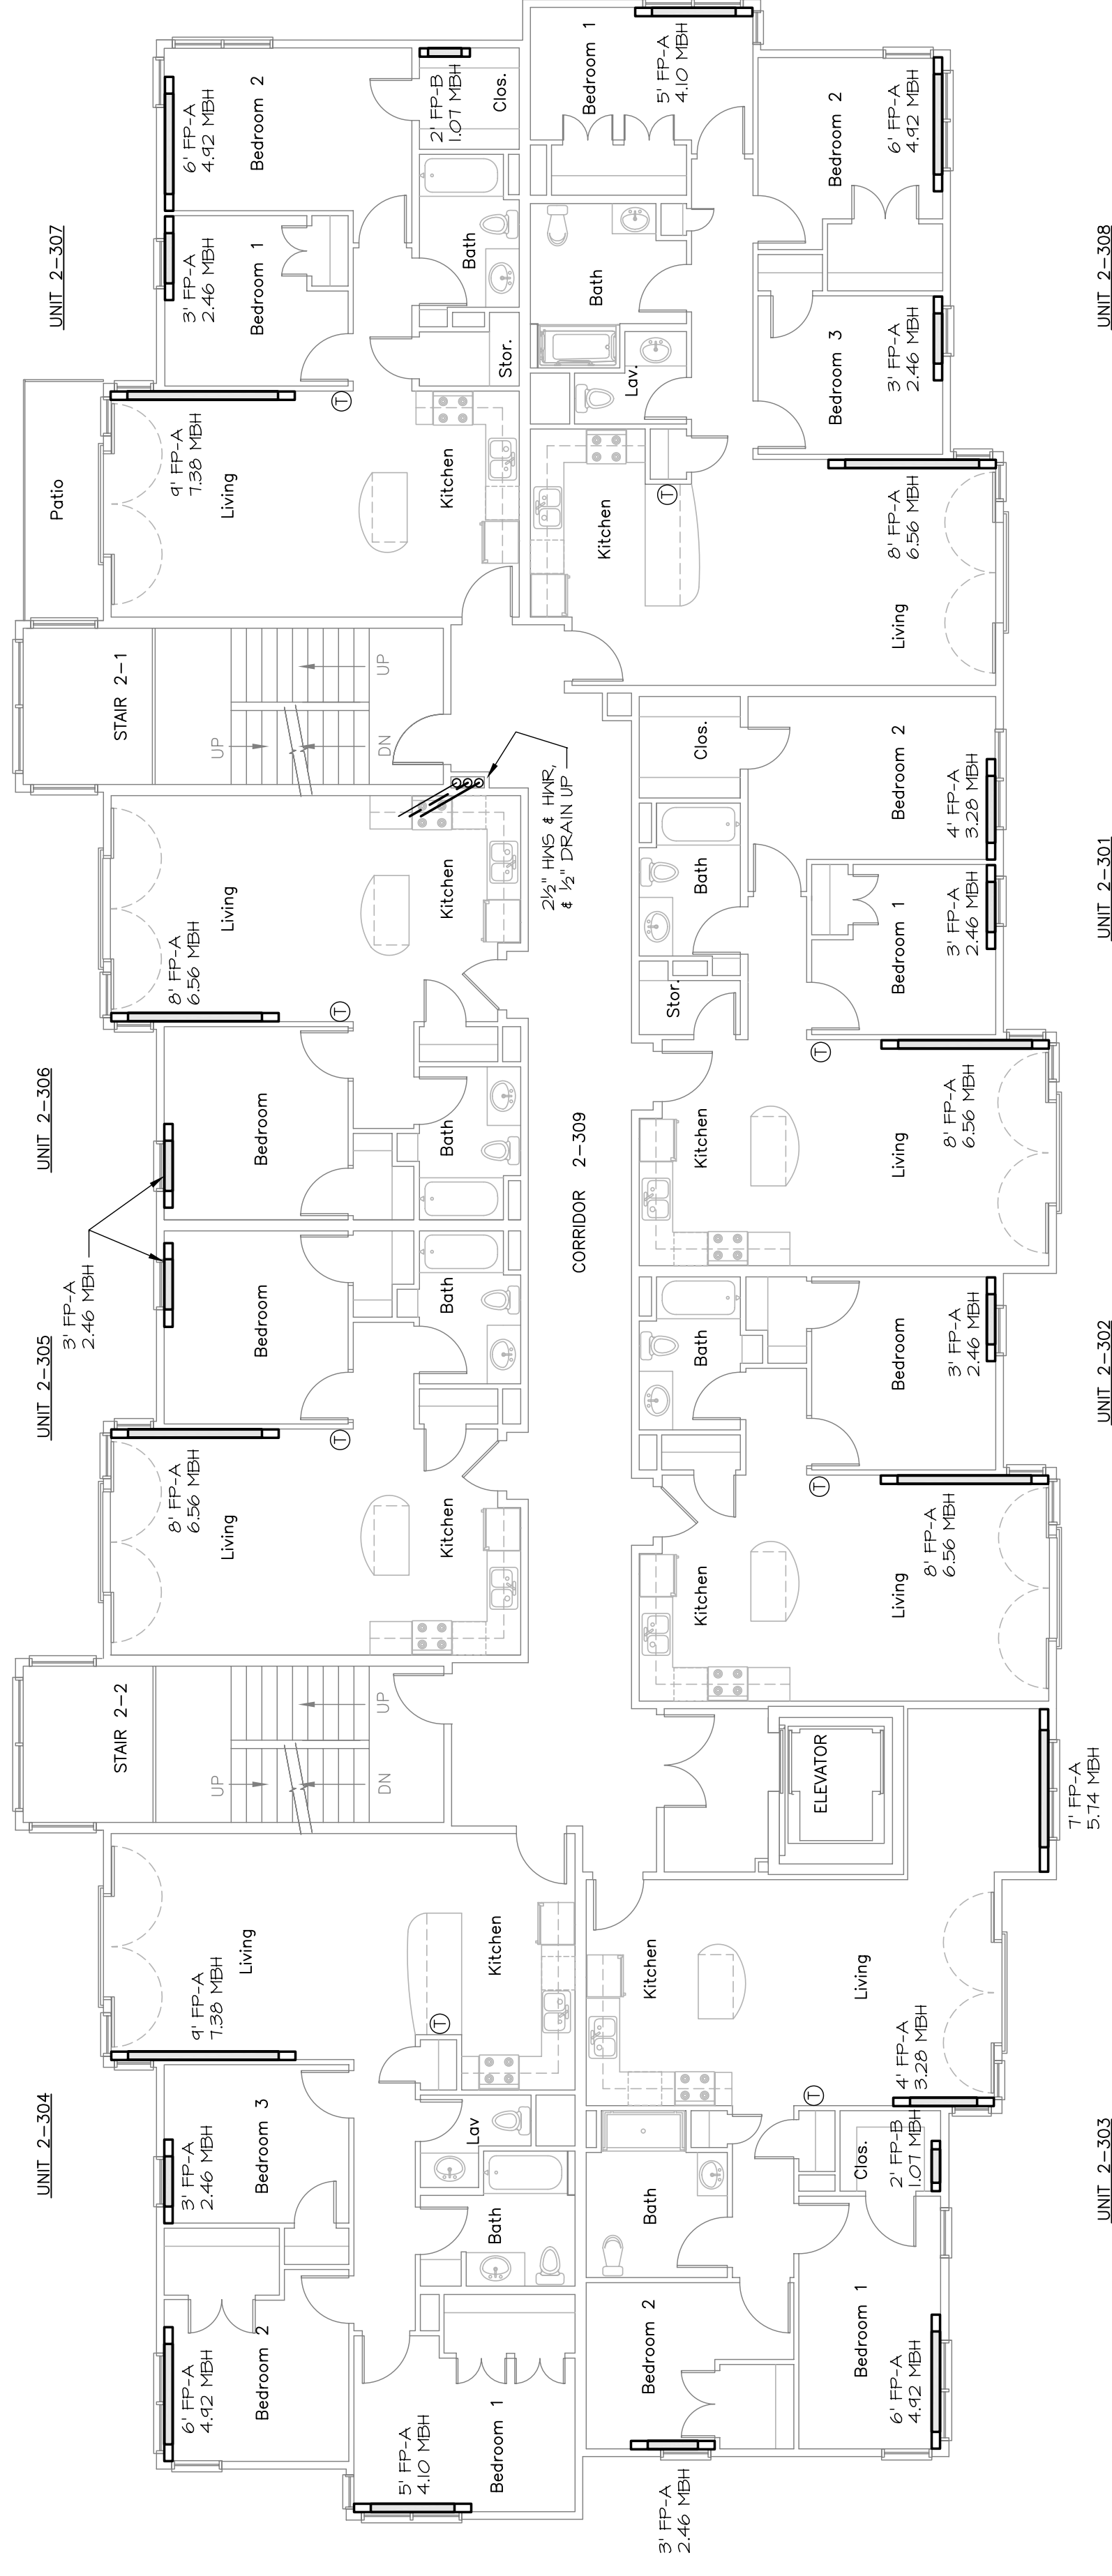 UNIT 2-307
6' FP-A
4.92 MBH
Bedroom 2
2' FP-B
1.07 MBH
Clos.
3' FP-A
2.46 MBH
Bedroom 1
Bath
Stor.
Patio
9' FP-A
7.38 MBH
Living
Kitchen
Bedroom 1
5' FP-A
4.10 MBH
Bedroom 2
6' FP-A
4.92 MBH
UNIT 2-308
Bath
Lav.
Bedroom 3
3' FP-A
2.46 MBH
T
Kitchen
T
8' FP-A
6.56 MBH
Living
STAIR 2-1
UP
UP
DN
Clos.
Bedroom 2
4' FP-A
3.28 MBH
2½" HWS & HWR,
& ½" DRAIN UP
Living
Kitchen
8' FP-A
6.56 MBH
T
UNIT 2-306
Bath
Stor.
Bedroom 1
3' FP-A
2.46 MBH
UNIT 2-301
T
Bedroom
Bath
CORRIDOR 2-309
Kitchen
Living
8' FP-A
6.56 MBH
3' FP-A
2.46 MBH
UNIT 2-305
Bedroom
Bath
T
Bath
Bedroom
3' FP-A
2.46 MBH
UNIT 2-302
T
8' FP-A
6.56 MBH
Living
Kitchen
Kitchen
Living
8' FP-A
6.56 MBH
STAIR 2-2
UP
UP
DN
ELEVATOR
7' FP-A
5.74 MBH
9' FP-A
7.38 MBH
Living
Kitchen
T
Kitchen
Living
4' FP-A
3.28 MBH
T
UNIT 2-304
3' FP-A
2.46 MBH
Bedroom 3
Lav
Bath
Bath
Clos.
2' FP-B
1.07 MBH
UNIT 2-303
6' FP-A
4.92 MBH
Bedroom 2
5' FP-A
4.10 MBH
Bedroom 1
Bedroom 2
3' FP-A
2.46 MBH
Bedroom 1
6' FP-A
4.92 MBH